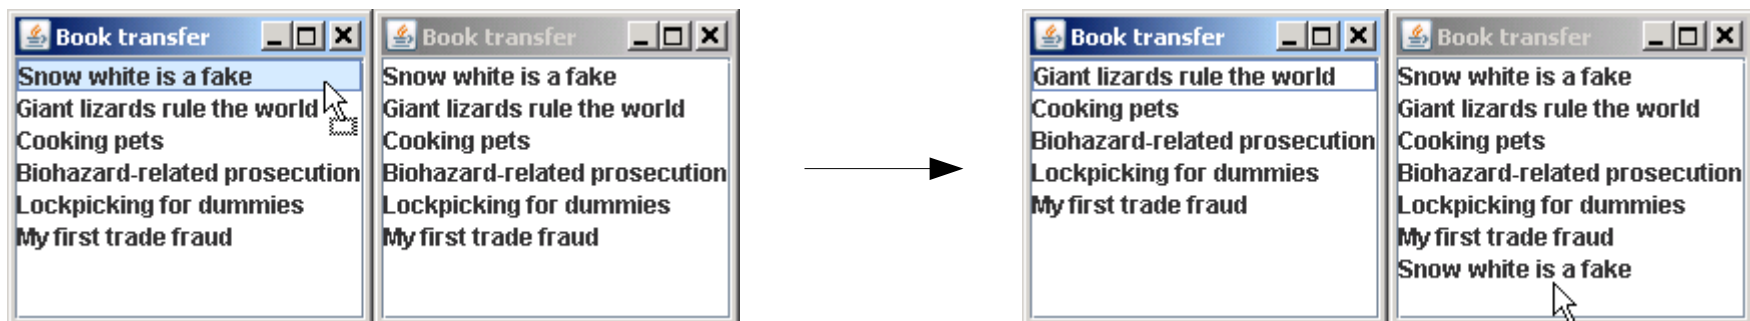 Book transfer
Snow white is a fake
Giant lizards rule the world
Cooking pets
Biohazard-related prosecution
Lockpicking for dummies
My first trade fraud
Book transfer
Snow white is a fake
Giant lizards rule the world
Cooking pets
Biohazard-related prosecution
Lockpicking for dummies
My first trade fraud
Book transfer
Giant lizards rule the world
Cooking pets
Biohazard-related prosecution
Lockpicking for dummies
My first trade fraud
Book transfer
Snow white is a fake
Giant lizards rule the world
Cooking pets
Biohazard-related prosecution
Lockpicking for dummies
My first trade fraud
Snow white is a fake